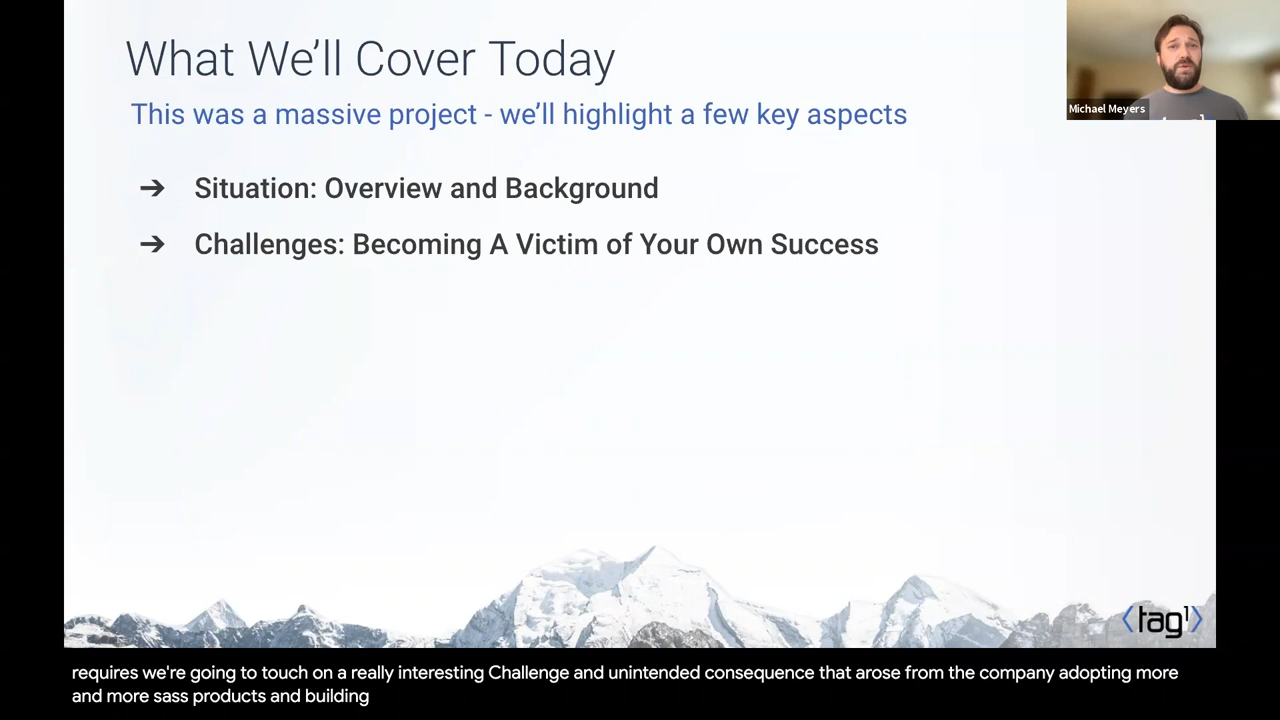 What We’ll Cover Today
This was a massive project - we’ll highlight a few key aspects
➔ Situation: Overview and Background
➔ Challenges: Becoming A Victim of Your Own Success
Michael Meyers
<tag1>
requires we're going to touch on a really interesting Challenge and unintended consequence that arose from the company adopting more
and more sass products and building